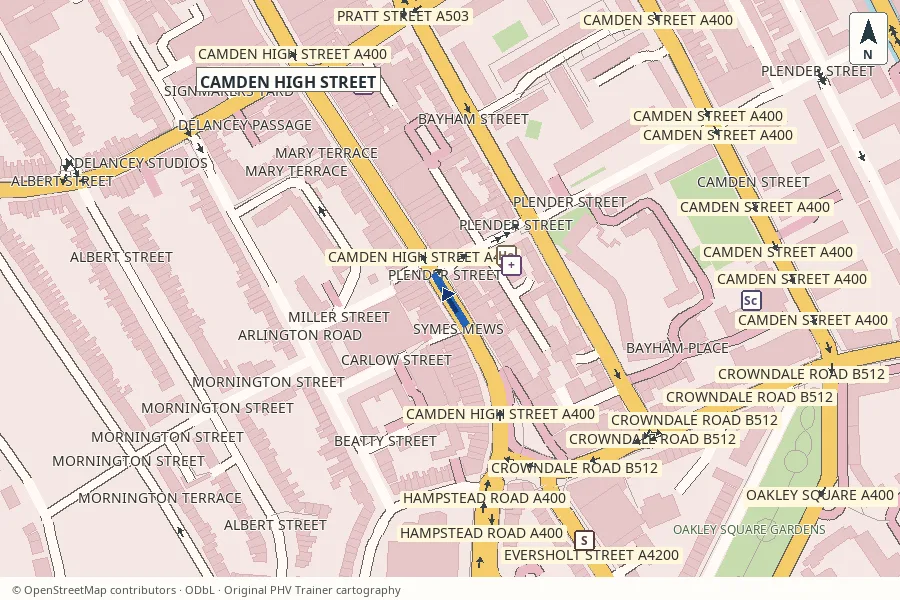 PRATT STREET A503
CAMDEN STREET A400
N
CAMDEN HIGH STREET A400
PLENDER STREET
CAMDEN HIGH STREET
DELANCEY PASSAGE
BAYHAM STREET
CAMDEN STREET A400
CAMDEN STREET A400
MARY TERRACE
DELANCEY STUDIOS
MARY TERRACE
ALBERT STREET
CAMDEN STREET
PLENDER STREET
CAMDEN STREET A400
PLENDER STREET
ALBERT STREET
CAMDEN HIGH STREET
CAMDEN STREET A400
+
PLENDER STREET
CAMDEN STREET A400
Sc
MILLER STREET
CAMDEN STREET A400
SYMES MEWS
ARLINGTON ROAD
BAYHAM PLACE
CARLOW STREET
CROWNDALE ROAD B512
MORNINGTON STREET
CROWNDALE ROAD B512
MORNINGTON STREET
CAMDEN HIGH STREET A400
CROWNDALE ROAD B512
MORNINGTON STREET
BEATTY STREET
CROWNDALE ROAD B512
MORNINGTON STREET
CROWNDALE ROAD B512
MORNINGTON TERRACE
HAMPSTEAD ROAD A400
OAKLEY SQUARE A400
ALBERT STREET
HAMPSTEAD ROAD A400
OAKLEY SQUARE GARDENS
S
EVERSHOLT STREET A4200
© OpenStreetMap contributors · ODbL · Original PHV Trainer cartography